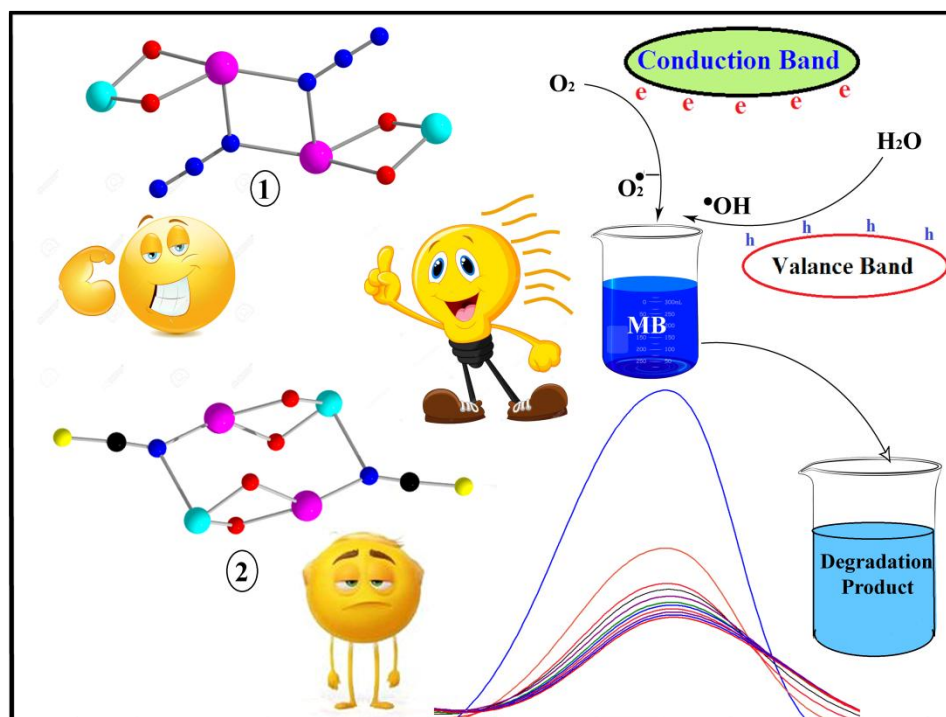 Conduction Band
e e e e e
O₂
H₂O
O₂•−
•OH
h h h h
Valance Band
1
MB
2
Degradation
Product